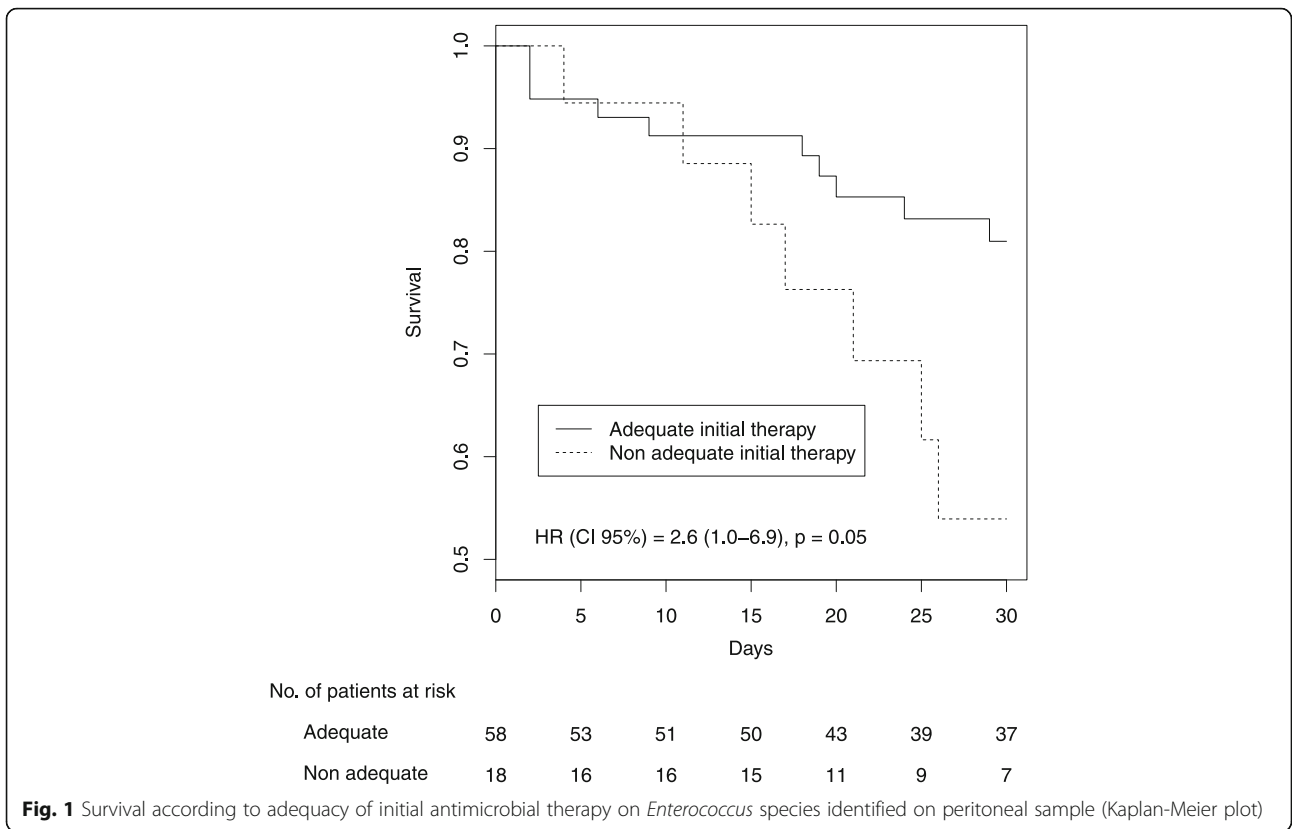 1.0
0.9
0.8
0.7
0.6
0.5
Survival
Adequate initial therapy
Non adequate initial therapy
HR (CI 95%) = 2.6 (1.0–6.9), p = 0.05
0 5 10 15 20 25 30
Days
No. of patients at risk
Adequate 58 53 51 50 43 39 37
Non adequate 18 16 16 15 11 9 7
Fig. 1 Survival according to adequacy of initial antimicrobial therapy on Enterococcus species identified on peritoneal sample (Kaplan-Meier plot)